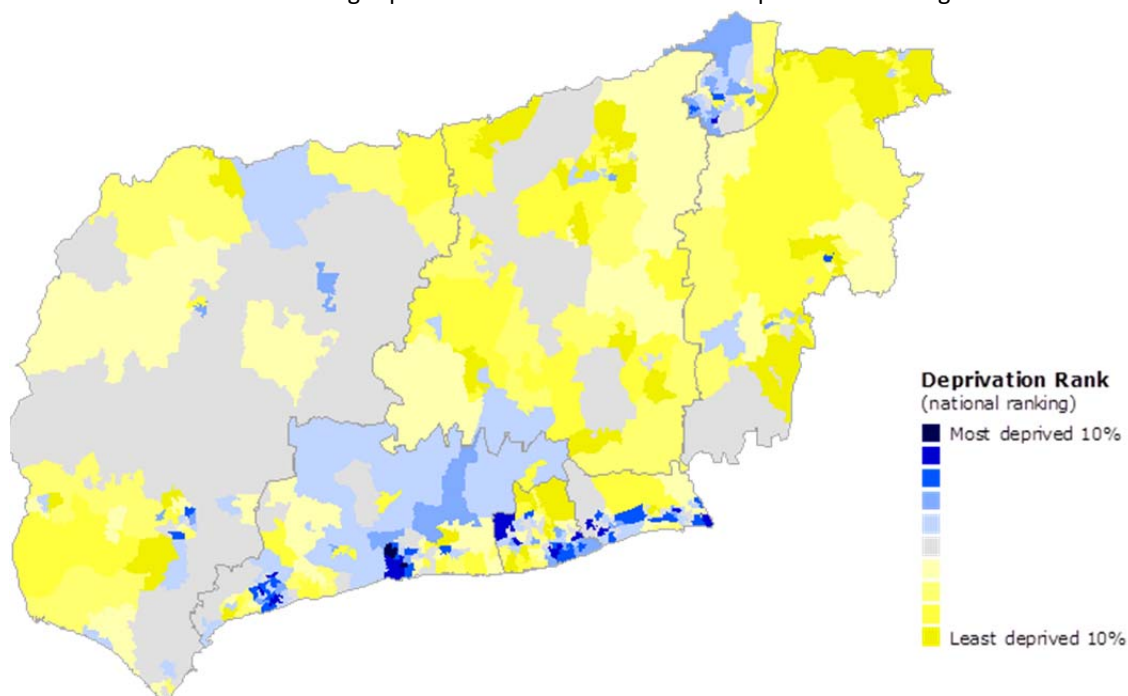 Deprivation Rank
(national ranking)
Most deprived 10%
Least deprived 10%